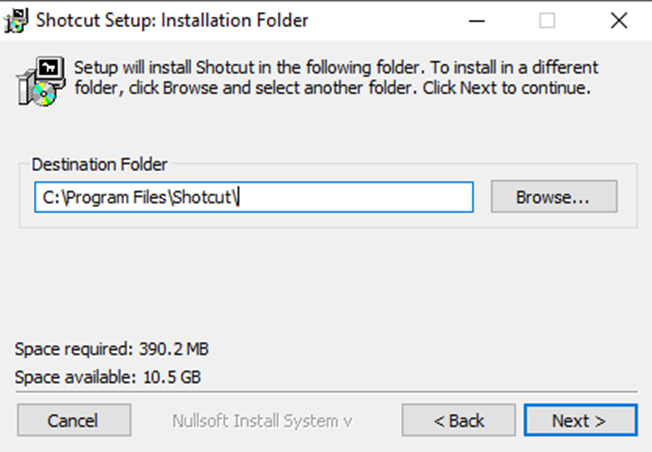 Shotcut Setup: Installation Folder
Setup will install Shotcut in the following folder. To install in a different
folder, click Browse and select another folder. Click Next to continue.
Destination Folder
C:\Program Files\Shotcut\
Browse...
Space required: 390.2 MB
Space available: 10.5 GB
Cancel
Nullsoft Install System v
< Back
Next >